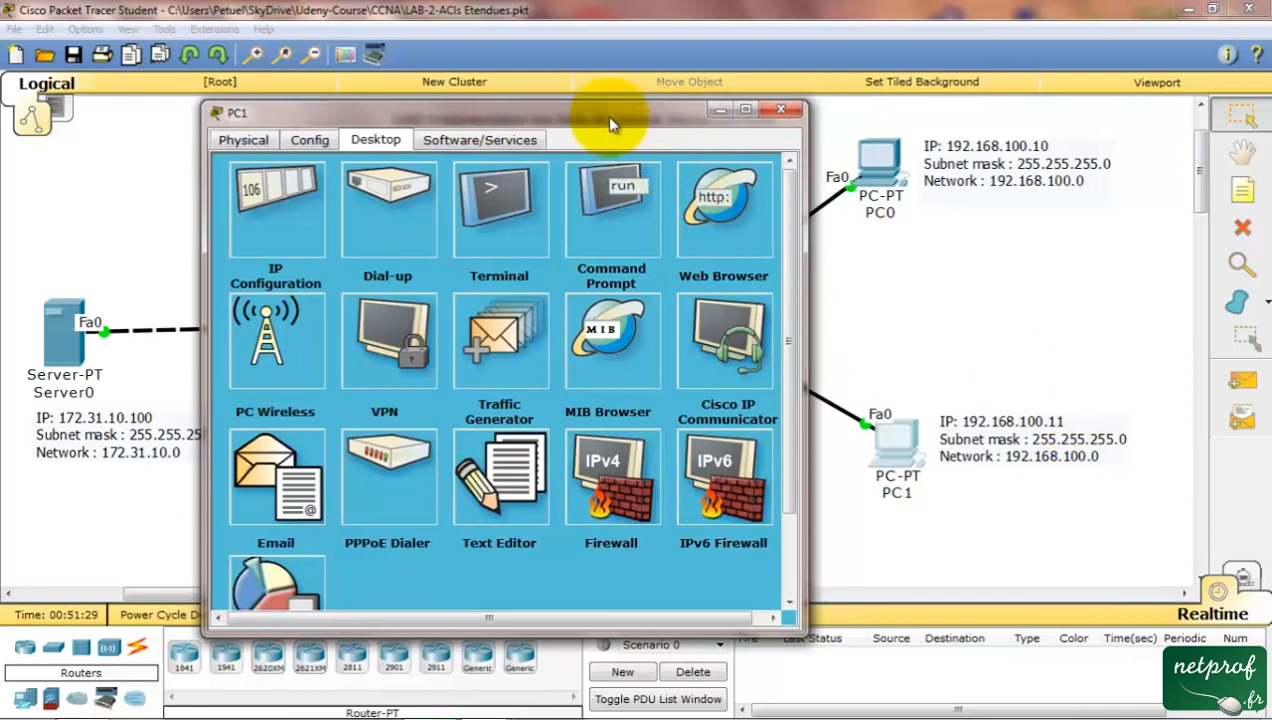 Cisco Packet Tracer Student - C:\Users\Petuel\SkyDrive\Udeny-Course\CCNA\LAB-2-ACIs Etendues.pkt
File Edit Options View Tools Extensions Help
Logical [Root] New Cluster Move Object Set Tiled Background Viewport
PC1
Physical Config Desktop Software/Services
106
>
run
http:
IP Configuration
Dial-up
Terminal
Command Prompt
Web Browser
MIB
PC Wireless
VPN
Traffic Generator
MIB Browser
Cisco IP Communicator
@
IPv4
IPv6
Email
PPPoE Dialer
Text Editor
Firewall
IPv6 Firewall
Fa0
Server-PT
Server0
IP: 172.31.10.100
Subnet mask : 255.255.25
Network : 172.31.10.0
Fa0
PC-PT
PC0
IP: 192.168.100.10
Subnet mask : 255.255.255.0
Network : 192.168.100.0
Fa0
PC-PT
PC1
IP: 192.168.100.11
Subnet mask : 255.255.255.0
Network : 192.168.100.0
Time: 00:51:29 Power Cycle De
Realtime
Routers
1841 1941 2620XM 2621XM 2811 2901 2911 Generic Generic
Router-PT
Scenario 0
New Delete
Toggle PDU List Window
Fire Last Status Source Destination Type Color Time(sec) Periodic Num
netprof
.fr